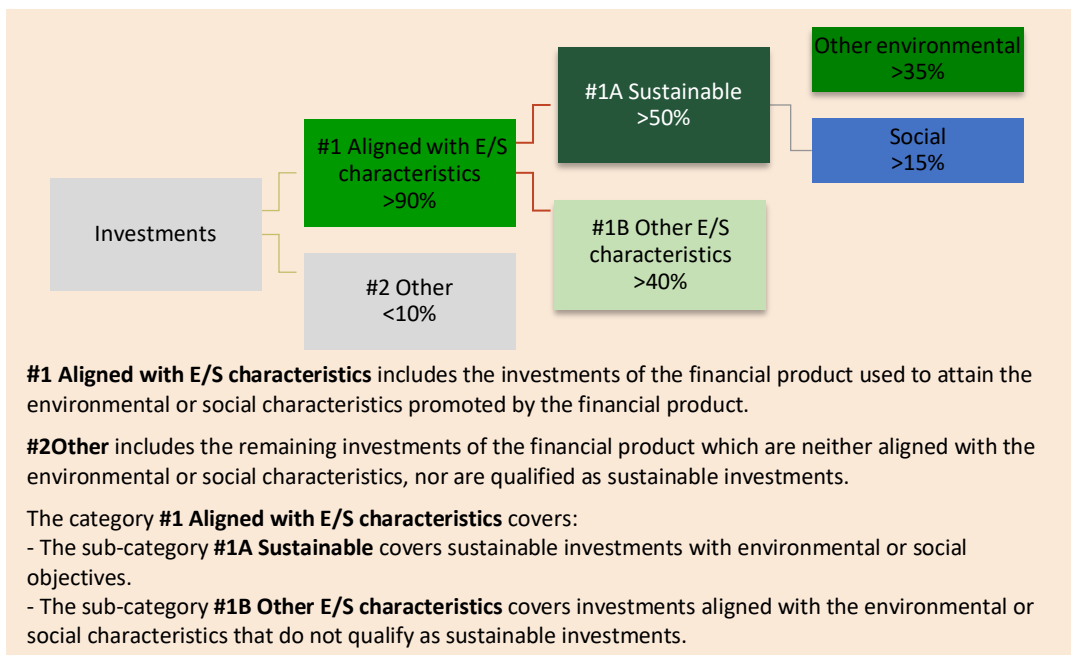 Other environmental
>35%
#1A Sustainable
>50%
Social
>15%
#1 Aligned with E/S
characteristics
>90%
Investments
#1B Other E/S
characteristics
>40%
#2 Other
<10%
#1 Aligned with E/S characteristics includes the investments of the financial product used to attain the
environmental or social characteristics promoted by the financial product.
#2Other includes the remaining investments of the financial product which are neither aligned with the
environmental or social characteristics, nor are qualified as sustainable investments.
The category #1 Aligned with E/S characteristics covers:
- The sub-category #1A Sustainable covers sustainable investments with environmental or social
objectives.
- The sub-category #1B Other E/S characteristics covers investments aligned with the environmental or
social characteristics that do not qualify as sustainable investments.